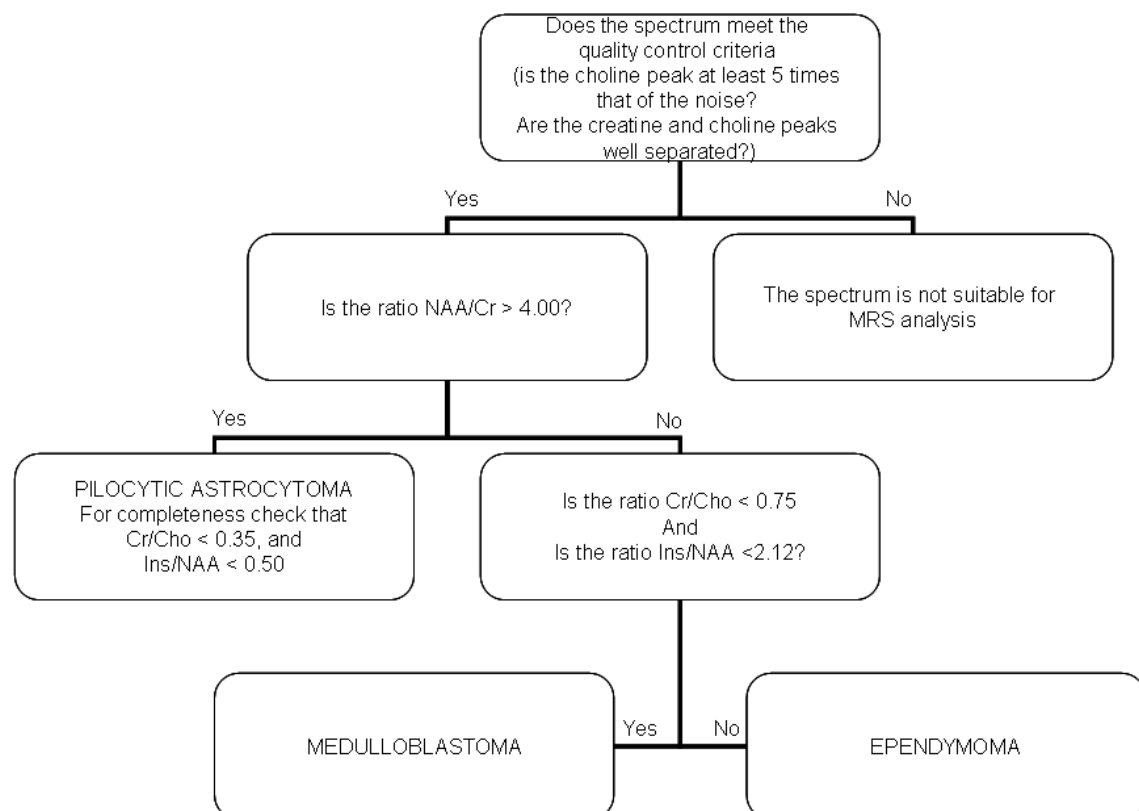 Does the spectrum meet the
quality control criteria
(is the choline peak at least 5 times
that of the noise?
Are the creatine and choline peaks
well separated?)
Yes
No
Is the ratio NAA/Cr > 4.00?
The spectrum is not suitable for
MRS analysis
Yes
No
PILOCYTIC ASTROCYTOMA
For completeness check that
Cr/Cho < 0.35, and
Ins/NAA < 0.50
Is the ratio Cr/Cho < 0.75
And
Is the ratio Ins/NAA <2.12?
MEDULLOBLASTOMA
Yes
No
EPENDYMOMA